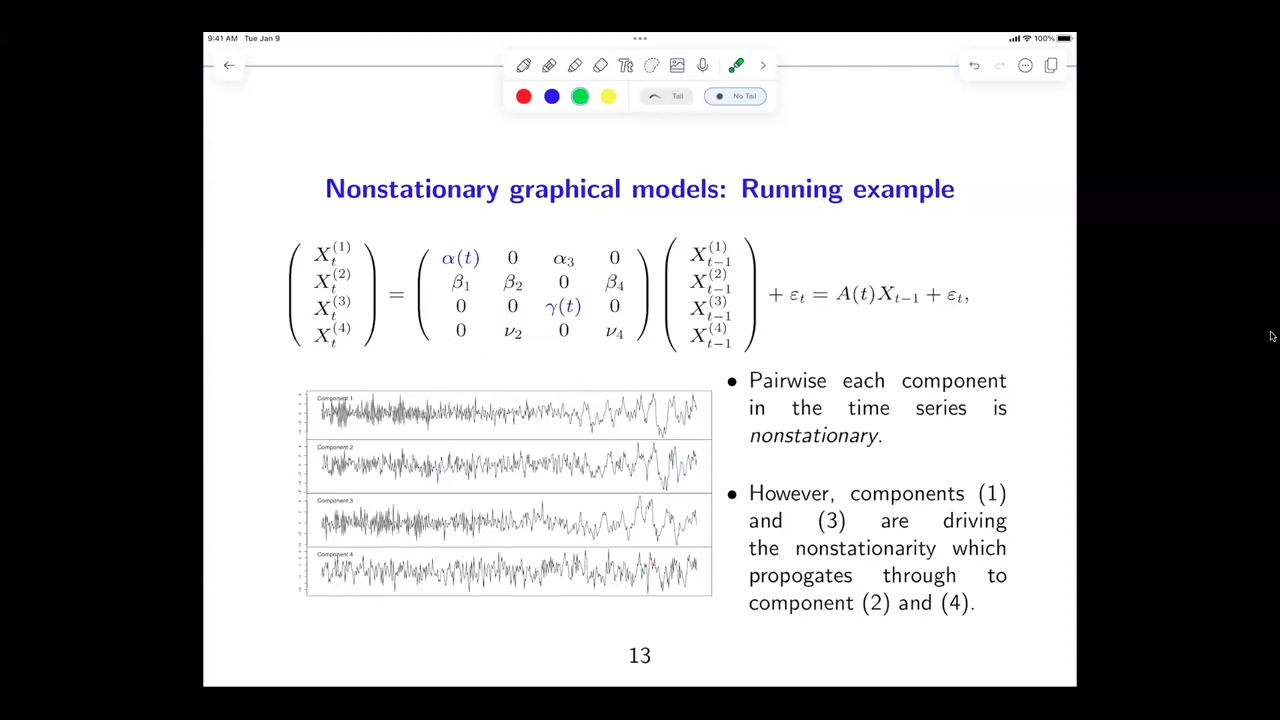 9:41 AM Tue Jan 9
100%
Tail
No Tail
Nonstationary graphical models: Running example
( X_t^{(1)} X_t^{(2)} X_t^{(3)} X_t^{(4)} ) = ( α(t) 0 α_3 0
β_1 β_2 0 β_4
0 0 γ(t) 0
0 ν_2 0 ν_4 ) ( X_{t−1}^{(1)} X_{t−1}^{(2)} X_{t−1}^{(3)} X_{t−1}^{(4)} ) + ε_t = A(t)X_{t−1} + ε_t,
Component 1
Component 2
Component 3
Component 4
• Pairwise each component
in the time series is
nonstationary.
• However, components (1)
and (3) are driving
the nonstationarity which
propogates through to
component (2) and (4).
13